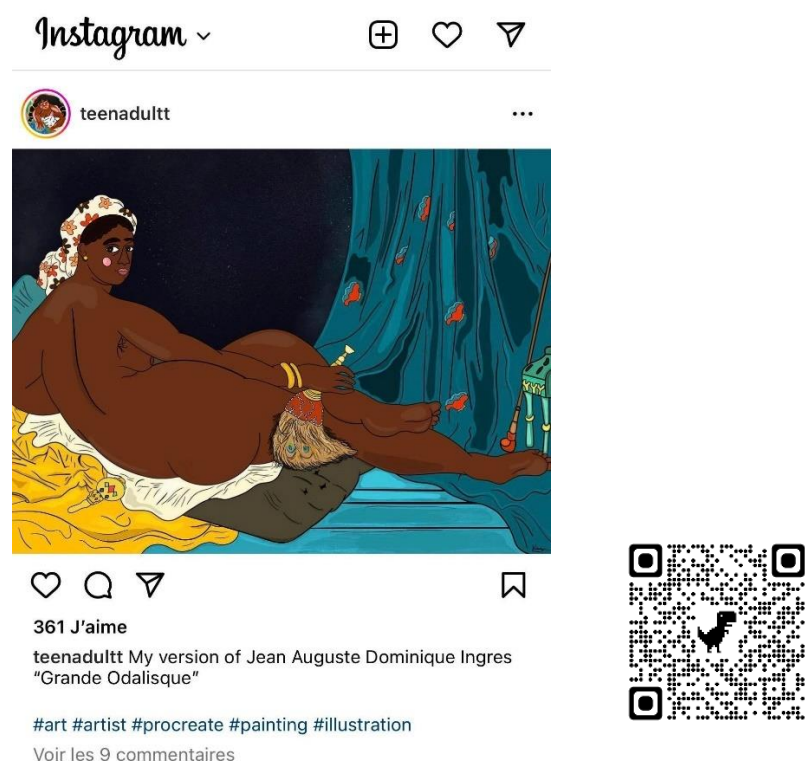 Instagram
teenadultt
361 J’aime
teenadultt My version of Jean Auguste Dominique Ingres
“Grande Odalisque”
#art #artist #procreate #painting #illustration
Voir les 9 commentaires